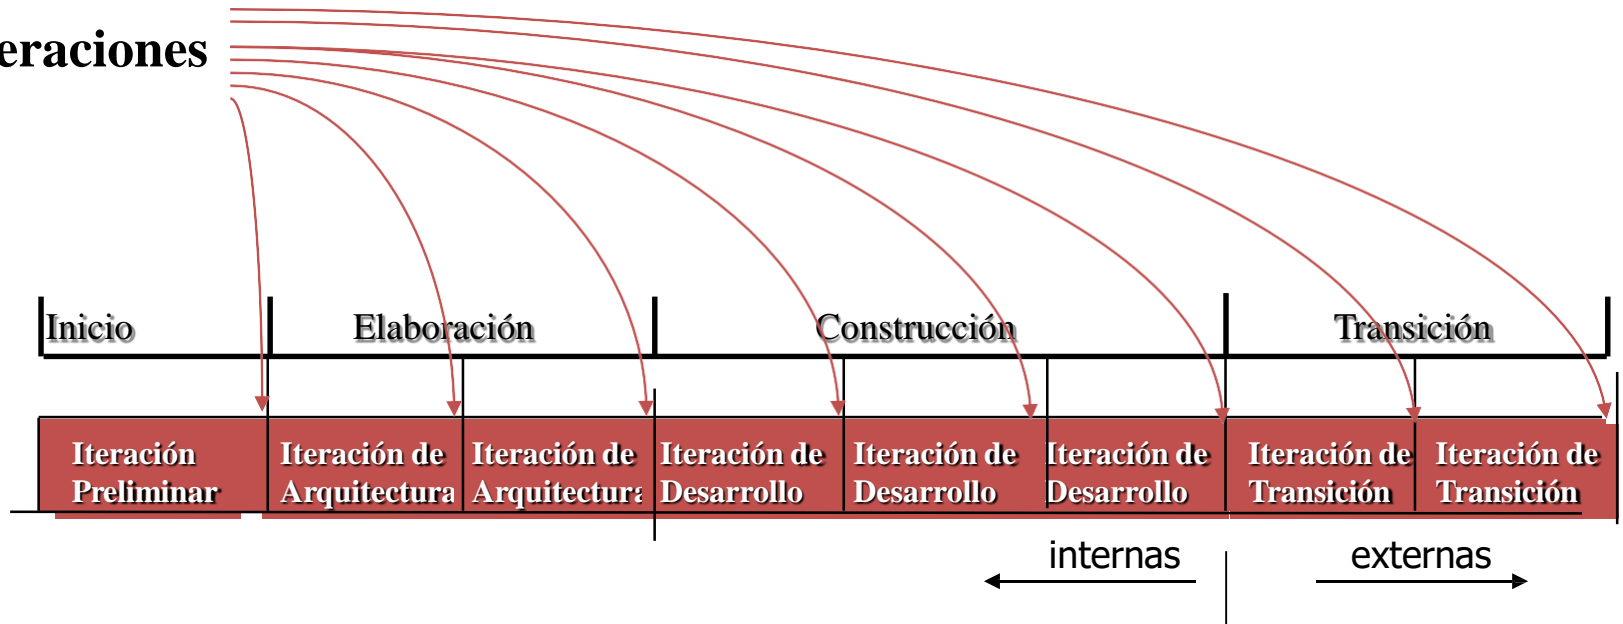 eraciones
Inicio
Elaboración
Construcción
Transición
Iteración
Preliminar
Iteración de
Arquitectura
Iteración de
Arquitectura
Iteración de
Desarrollo
Iteración de
Desarrollo
Iteración de
Desarrollo
Iteración de
Transición
Iteración de
Transición
internas
externas